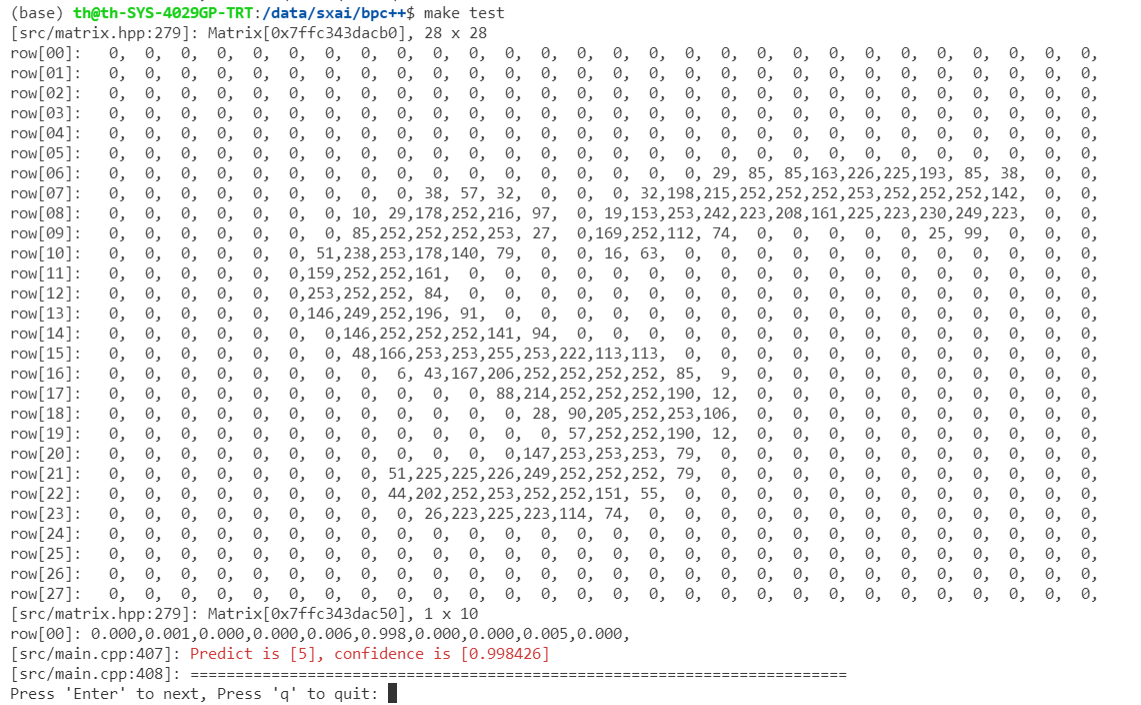 (base) th@th-SYS-4029GP-TRT:/data/sxai/bpc++$ make test
[src/matrix.hpp:279]: Matrix[0x7ffc343dacb0], 28 x 28
row[00]:   0,  0,  0,  0,  0,  0,  0,  0,  0,  0,  0,  0,  0,  0,  0,  0,  0,  0,  0,  0,  0,  0,  0,  0,  0,  0,  0,  0,
row[01]:   0,  0,  0,  0,  0,  0,  0,  0,  0,  0,  0,  0,  0,  0,  0,  0,  0,  0,  0,  0,  0,  0,  0,  0,  0,  0,  0,  0,
row[02]:   0,  0,  0,  0,  0,  0,  0,  0,  0,  0,  0,  0,  0,  0,  0,  0,  0,  0,  0,  0,  0,  0,  0,  0,  0,  0,  0,  0,
row[03]:   0,  0,  0,  0,  0,  0,  0,  0,  0,  0,  0,  0,  0,  0,  0,  0,  0,  0,  0,  0,  0,  0,  0,  0,  0,  0,  0,  0,
row[04]:   0,  0,  0,  0,  0,  0,  0,  0,  0,  0,  0,  0,  0,  0,  0,  0,  0,  0,  0,  0,  0,  0,  0,  0,  0,  0,  0,  0,
row[05]:   0,  0,  0,  0,  0,  0,  0,  0,  0,  0,  0,  0,  0,  0,  0,  0,  0,  0,  0,  0,  0,  0,  0,  0,  0,  0,  0,  0,
row[06]:   0,  0,  0,  0,  0,  0,  0,  0,  0,  0,  0,  0,  0,  0,  0,  0,  0, 29, 85, 85,163,226,225,193, 85, 38,  0,  0,
row[07]:   0,  0,  0,  0,  0,  0,  0,  0,  0, 38, 57, 32,  0,  0,  0, 32,198,215,252,252,252,253,252,252,252,142,  0,  0,
row[08]:   0,  0,  0,  0,  0,  0,  0, 10, 29,178,252,216, 97,  0, 19,153,253,242,223,208,161,225,223,230,249,223,  0,  0,
row[09]:   0,  0,  0,  0,  0,  0,  0, 85,252,252,252,253, 27,  0,169,252,112, 74,  0,  0,  0,  0,  0, 25, 99,  0,  0,  0,
row[10]:   0,  0,  0,  0,  0,  0, 51,238,253,178,140, 79,  0,  0, 16, 63,  0,  0,  0,  0,  0,  0,  0,  0,  0,  0,  0,  0,
row[11]:   0,  0,  0,  0,  0,  0,159,252,252,161,  0,  0,  0,  0,  0,  0,  0,  0,  0,  0,  0,  0,  0,  0,  0,  0,  0,  0,
row[12]:   0,  0,  0,  0,  0,  0,253,252,252, 84,  0,  0,  0,  0,  0,  0,  0,  0,  0,  0,  0,  0,  0,  0,  0,  0,  0,  0,
row[13]:   0,  0,  0,  0,  0,  0,146,249,252,196, 91,  0,  0,  0,  0,  0,  0,  0,  0,  0,  0,  0,  0,  0,  0,  0,  0,  0,
row[14]:   0,  0,  0,  0,  0,  0,  0,146,252,252,252,141, 94,  0,  0,  0,  0,  0,  0,  0,  0,  0,  0,  0,  0,  0,  0,  0,
row[15]:   0,  0,  0,  0,  0,  0,  0, 48,166,253,253,255,253,222,113,113,  0,  0,  0,  0,  0,  0,  0,  0,  0,  0,  0,  0,
row[16]:   0,  0,  0,  0,  0,  0,  0,  0,  6, 43,167,206,252,252,252,252, 85,  9,  0,  0,  0,  0,  0,  0,  0,  0,  0,  0,
row[17]:   0,  0,  0,  0,  0,  0,  0,  0,  0,  0,  0, 88,214,252,252,252,190, 12,  0,  0,  0,  0,  0,  0,  0,  0,  0,  0,
row[18]:   0,  0,  0,  0,  0,  0,  0,  0,  0,  0,  0,  0, 28, 90,205,252,253,106,  0,  0,  0,  0,  0,  0,  0,  0,  0,  0,
row[19]:   0,  0,  0,  0,  0,  0,  0,  0,  0,  0,  0,  0,  0, 57,252,252,190, 12,  0,  0,  0,  0,  0,  0,  0,  0,  0,  0,
row[20]:   0,  0,  0,  0,  0,  0,  0,  0,  0,  0,  0,  0,147,253,253,253, 79,  0,  0,  0,  0,  0,  0,  0,  0,  0,  0,  0,
row[21]:   0,  0,  0,  0,  0,  0,  0,  0, 51,225,225,226,249,252,252,252, 79,  0,  0,  0,  0,  0,  0,  0,  0,  0,  0,  0,
row[22]:   0,  0,  0,  0,  0,  0,  0,  0, 44,202,252,253,252,252,151, 55,  0,  0,  0,  0,  0,  0,  0,  0,  0,  0,  0,  0,
row[23]:   0,  0,  0,  0,  0,  0,  0,  0,  0, 26,223,225,223,114, 74,  0,  0,  0,  0,  0,  0,  0,  0,  0,  0,  0,  0,  0,
row[24]:   0,  0,  0,  0,  0,  0,  0,  0,  0,  0,  0,  0,  0,  0,  0,  0,  0,  0,  0,  0,  0,  0,  0,  0,  0,  0,  0,  0,
row[25]:   0,  0,  0,  0,  0,  0,  0,  0,  0,  0,  0,  0,  0,  0,  0,  0,  0,  0,  0,  0,  0,  0,  0,  0,  0,  0,  0,  0,
row[26]:   0,  0,  0,  0,  0,  0,  0,  0,  0,  0,  0,  0,  0,  0,  0,  0,  0,  0,  0,  0,  0,  0,  0,  0,  0,  0,  0,  0,
row[27]:   0,  0,  0,  0,  0,  0,  0,  0,  0,  0,  0,  0,  0,  0,  0,  0,  0,  0,  0,  0,  0,  0,  0,  0,  0,  0,  0,  0,
[src/matrix.hpp:279]: Matrix[0x7ffc343dac50], 1 x 10
row[00]: 0.000,0.001,0.000,0.000,0.006,0.998,0.000,0.000,0.005,0.000,
[src/main.cpp:407]: Predict is [5], confidence is [0.998426]
[src/main.cpp:408]: =========================================================================
Press 'Enter' to next, Press 'q' to quit: